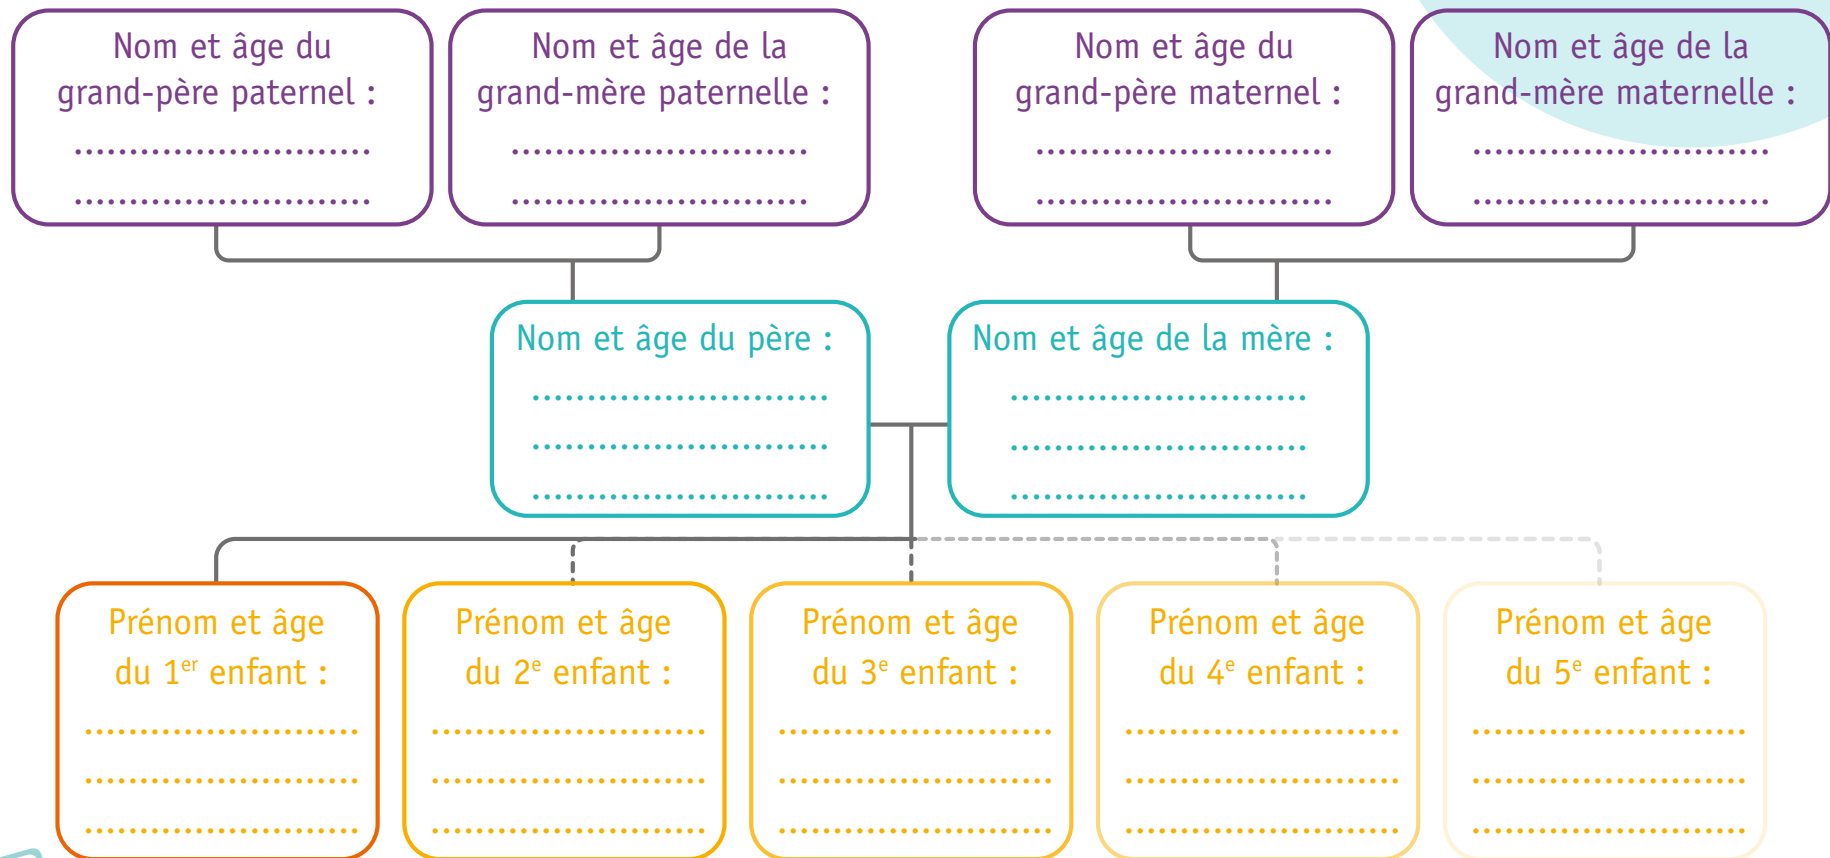 Nom et âge du
grand-père paternel :
Nom et âge de la
grand-mère paternelle :
Nom et âge du
grand-père maternel :
Nom et âge de la
grand-mère maternelle :
Nom et âge du père :
Nom et âge de la mère :
Prénom et âge
du 1er enfant :
Prénom et âge
du 2e enfant :
Prénom et âge
du 3e enfant :
Prénom et âge
du 4e enfant :
Prénom et âge
du 5e enfant :